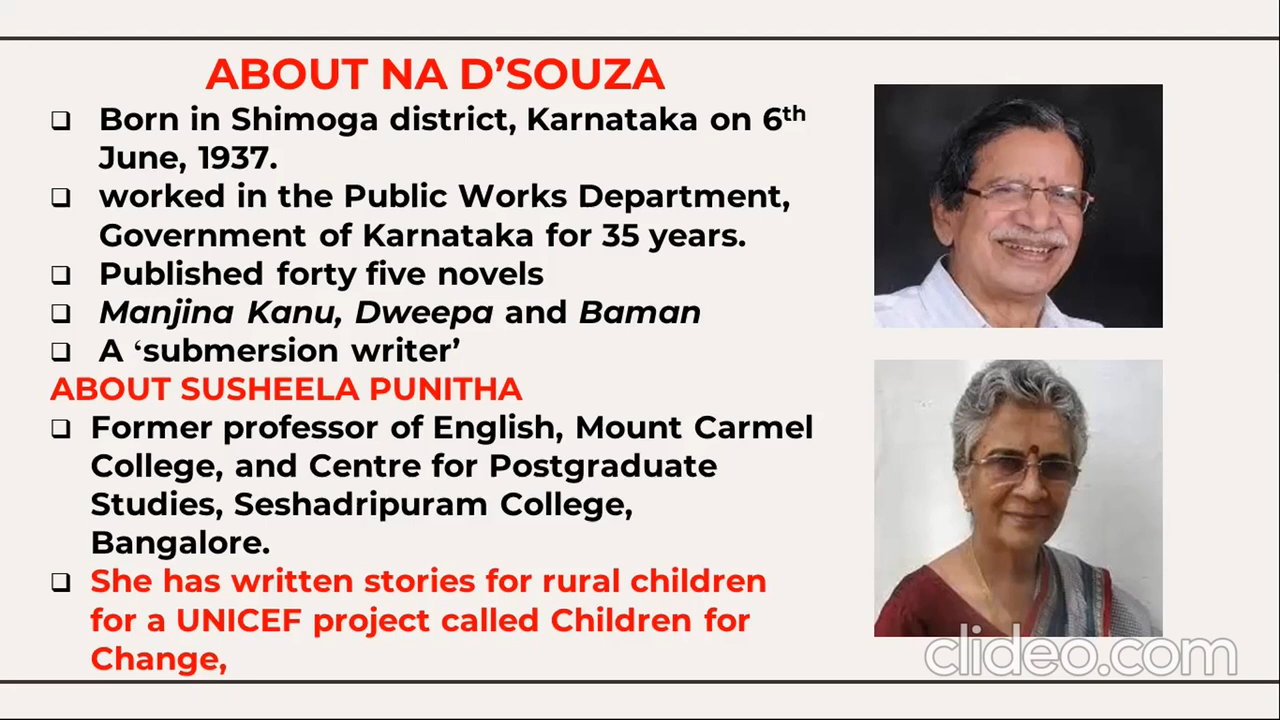 ABOUT NA D’SOUZA
❑ Born in Shimoga district, Karnataka on 6th
June, 1937.
❑ worked in the Public Works Department,
Government of Karnataka for 35 years.
❑ Published forty five novels
❑ Manjina Kanu, Dweepa and Baman
❑ A ‘submersion writer’
ABOUT SUSHEELA PUNITHA
❑ Former professor of English, Mount Carmel
College, and Centre for Postgraduate
Studies, Seshadripuram College,
Bangalore.
❑ She has written stories for rural children
for a UNICEF project called Children for
Change,
clideo.com